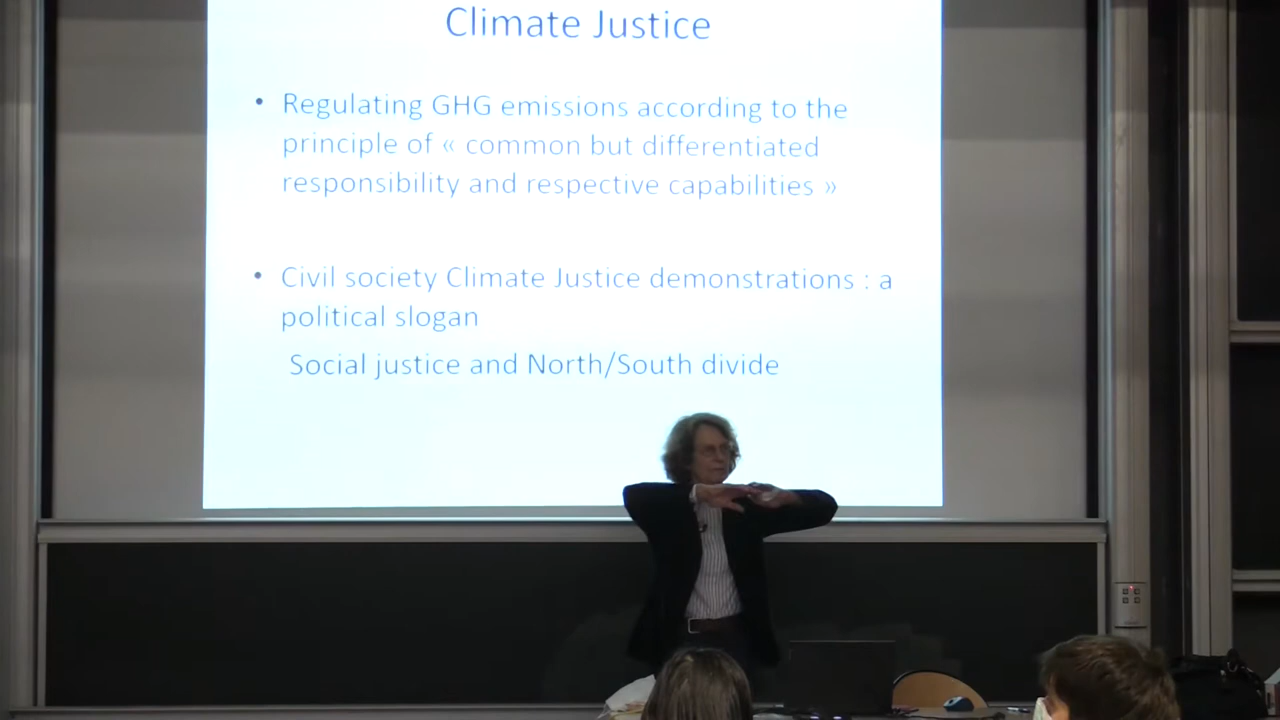 Climate Justice
• Regulating GHG emissions according to the
principle of « common but differentiated
responsibility and respective capabilities »
• Civil society Climate Justice demonstrations : a
political slogan
Social justice and North/South divide